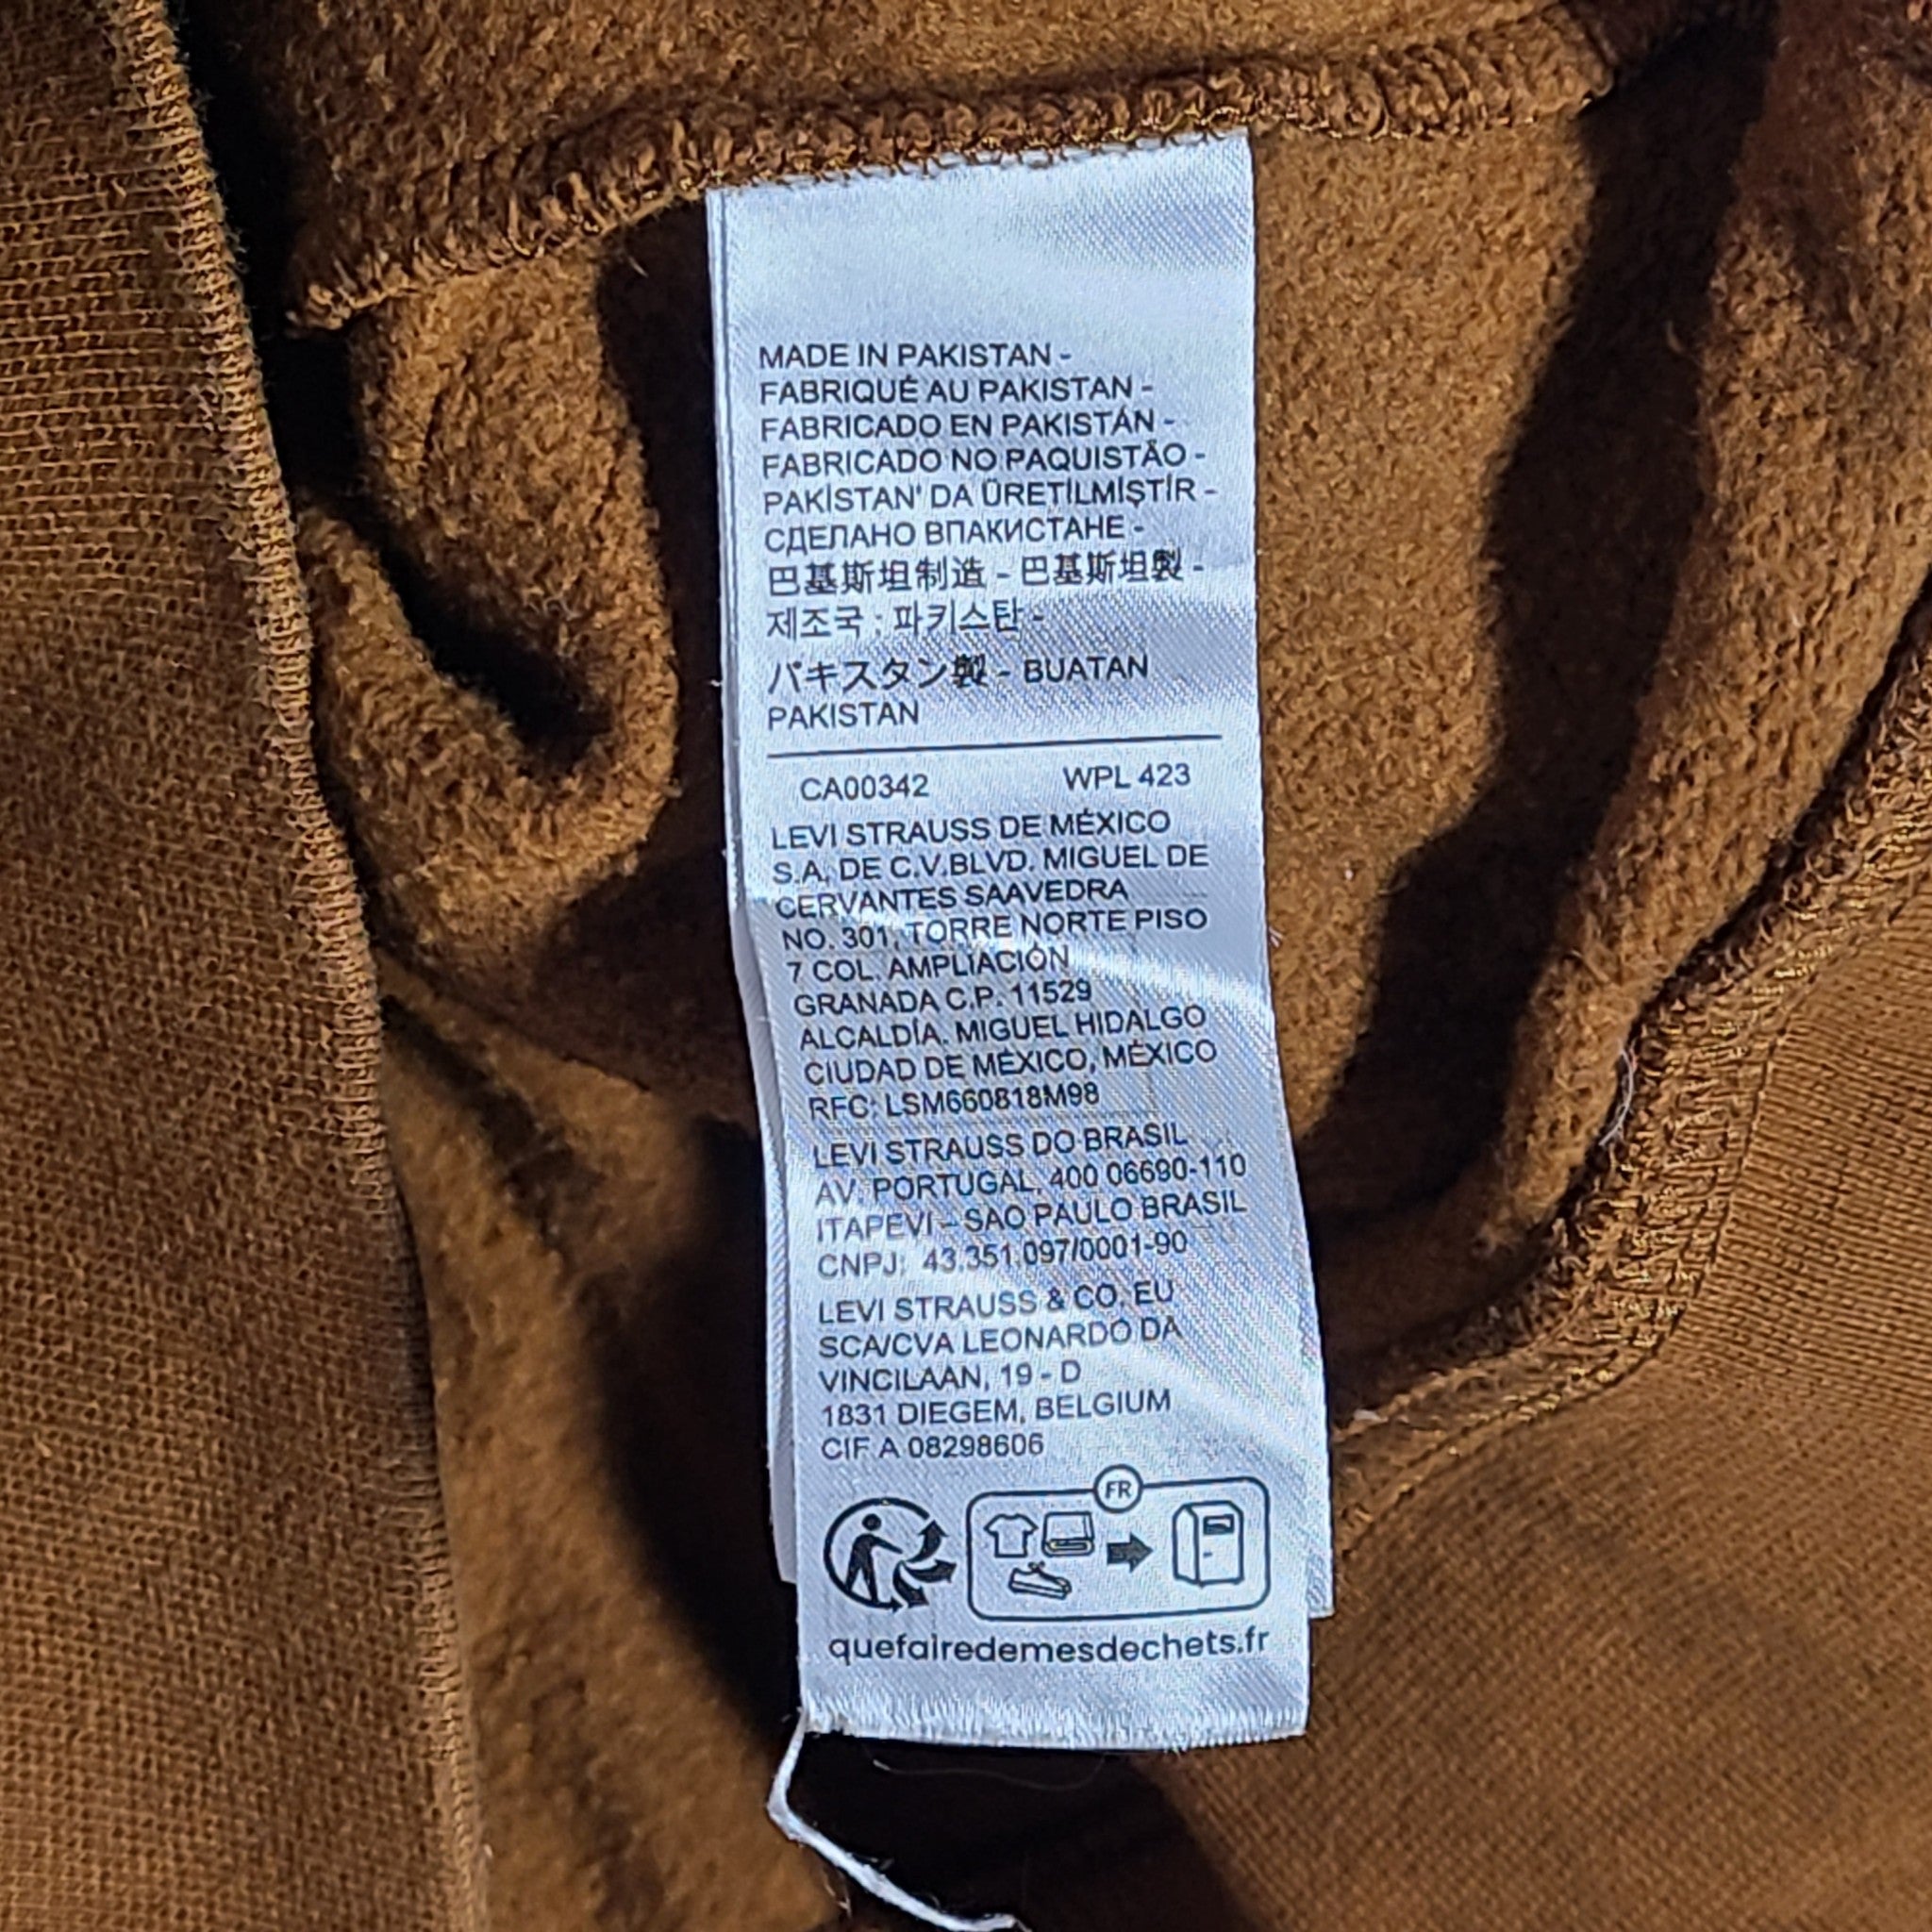 MADE IN PAKISTAN -
FABRIQUÉ AU PAKISTAN -
FABRICADO EN PAKISTÁN -
FABRICADO NO PAQUISTÃO -
PAKİSTAN' DA ÜRETİLMİŞTİR -
СДЕЛАНО ВПАКИСТАНЕ -
巴基斯坦制造 - 巴基斯坦製 -
제조국 : 파키스탄 -
パキスタン製 - BUATAN
PAKISTAN
CA00342 WPL 423
LEVI STRAUSS DE MÉXICO
S.A. DE C.V.BLVD. MIGUEL DE
CERVANTES SAAVEDRA
NO. 301, TORRE NORTE PISO
7 COL. AMPLIACIÓN
GRANADA C.P. 11529
ALCALDÍA. MIGUEL HIDALGO
CIUDAD DE MÉXICO, MÉXICO
RFC: LSM660818M98
LEVI STRAUSS DO BRASIL
AV. PORTUGAL, 400 06690-110
ITAPEVI – SAO PAULO BRASIL
CNPJ: 43.351.097/0001-90
LEVI STRAUSS & CO. EU
SCA/CVA LEONARDO DA
VINCILAAN, 19 - D
1831 DIEGEM, BELGIUM
CIF A 08298606
FR
quefairedemesdechets.fr